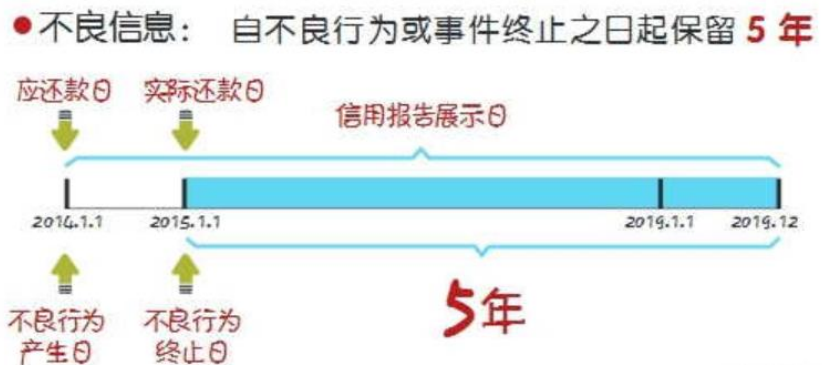 ●不良信息： 自不良行为或事件终止之日起保留 5 年
应还款日 实际还款日
信用报告展示日
2014.1.1 2015.1.1 2019.1.1 2019.12
5年
不良行为 不良行为
产生日 终止日